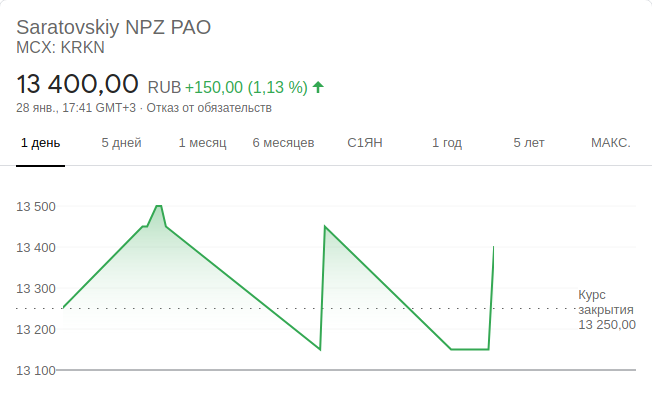 Saratovskiy NPZ PAO
MCX: KRKN
13 400,00 RUB +150,00 (1,13 %)
28 янв., 17:41 GMT+3 · Отказ от обязательств
1 день 5 дней 1 месяц 6 месяцев С1ЯН 1 год 5 лет МАКС.
13 500
13 400
13 300
Курс
закрытия
13 250,00
13 200
13 100